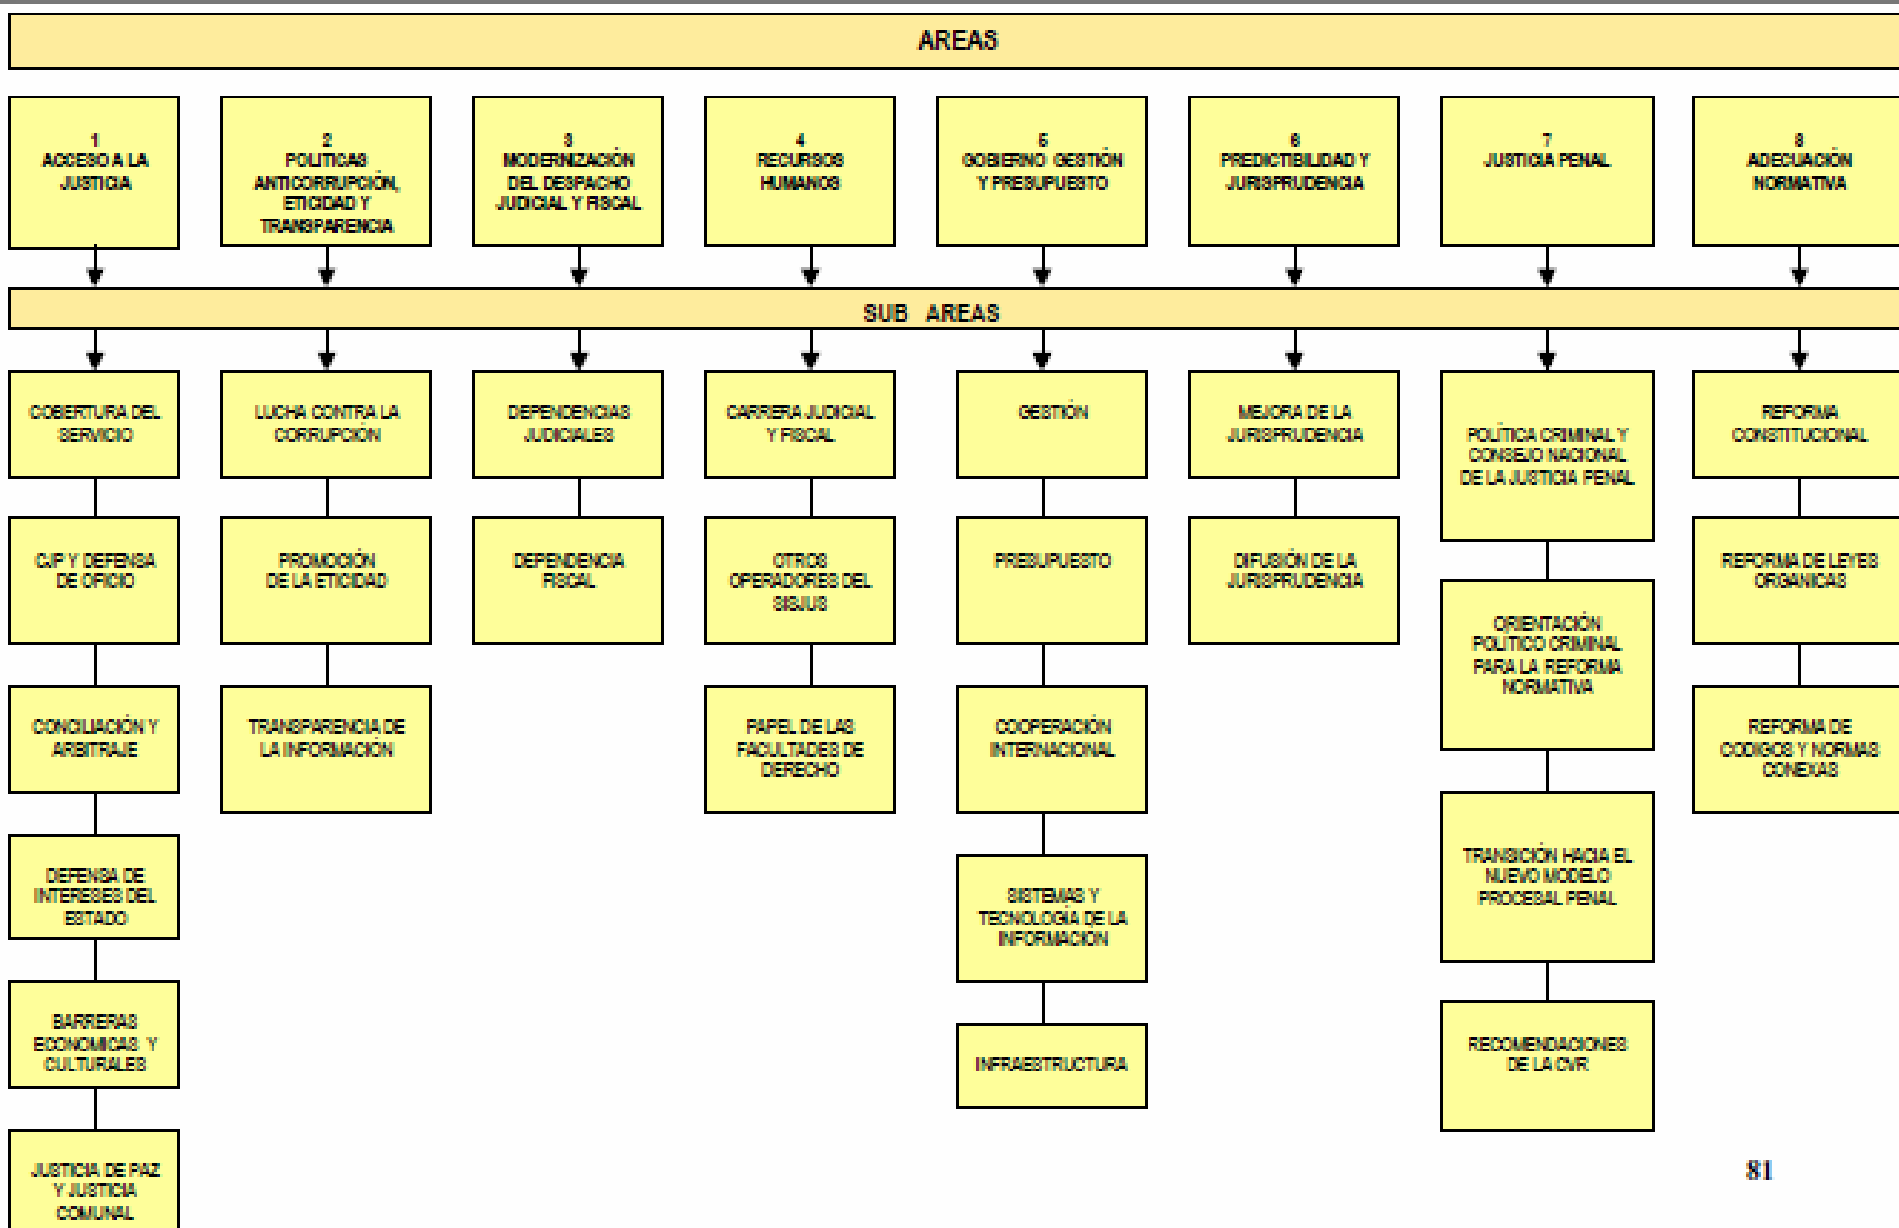 AREAS
1
ACCESO A LA
JUSTICIA
2
POLITICAS
ANTICORRUPCIÓN,
ETICIDAD Y
TRANSPARENCIA
3
MODERNIZACIÓN
DEL DESPACHO
JUDICIAL Y FISCAL
4
RECURSOS
HUMANOS
5
GOBIERNO GESTIÓN
Y PRESUPUESTO
6
PREDICTIBILIDAD Y
JURISPRUDENCIA
7
JUSTICIA PENAL
8
ADECUACIÓN
NORMATIVA
SUB AREAS
COBERTURA DEL
SERVICIO
CJP Y DEFENSA
DE OFICIO
CONCILIACIÓN Y
ARBITRAJE
DEFENSA DE
INTERESES DEL
ESTADO
BARRERAS
ECONOMICAS Y
CULTURALES
JUSTICIA DE PAZ
Y JUSTICIA
COMUNAL
LUCHA CONTRA LA
CORRUPCIÓN
PROMOCIÓN
DE LA ETICIDAD
TRANSPARENCIA DE
LA INFORMACIÓN
DEPENDENCIAS
JUDICIALES
DEPENDENCIA
FISCAL
CARRERA JUDICIAL
Y FISCAL
OTROS
OPERADORES DEL
SISJUS
PAPEL DE LAS
FACULTADES DE
DERECHO
GESTIÓN
PRESUPUESTO
COOPERACIÓN
INTERNACIONAL
SISTEMAS Y
TECNOLOGÍA DE LA
INFORMACIÓN
INFRAESTRUCTURA
MEJORA DE LA
JURISPRUDENCIA
DIFUSIÓN DE LA
JURISPRUDENCIA
POLÍTICA CRIMINAL Y
CONSEJO NACIONAL
DE LA JUSTICIA PENAL
ORIENTACIÓN
POLITICO CRIMINAL
PARA LA REFORMA
NORMATIVA
TRANSICIÓN HACIA EL
NUEVO MODELO
PROCESAL PENAL
RECOMENDACIONES
DE LA CVR
REFORMA
CONSTITUCIONAL
REFORMA DE LEYES
ORGANICAS
REFORMA DE
CODIGOS Y NORMAS
CONEXAS
81